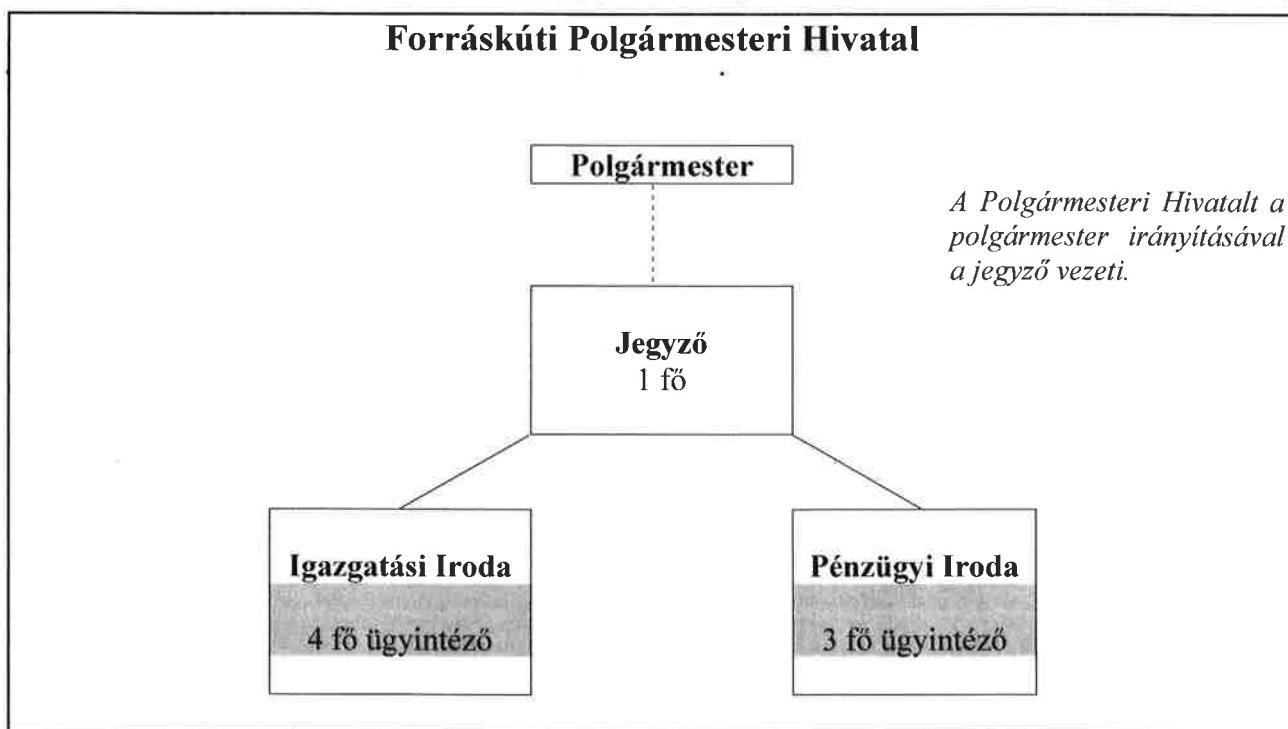 Forráskúti Polgármesteri Hivatal
Polgármester
A Polgármesteri Hivatalt a
polgármester irányításával
a jegyző vezeti.
Jegyző
1 fő
Igazgatási Iroda
4 fő ügyintéző
Pénzügyi Iroda
3 fő ügyintéző